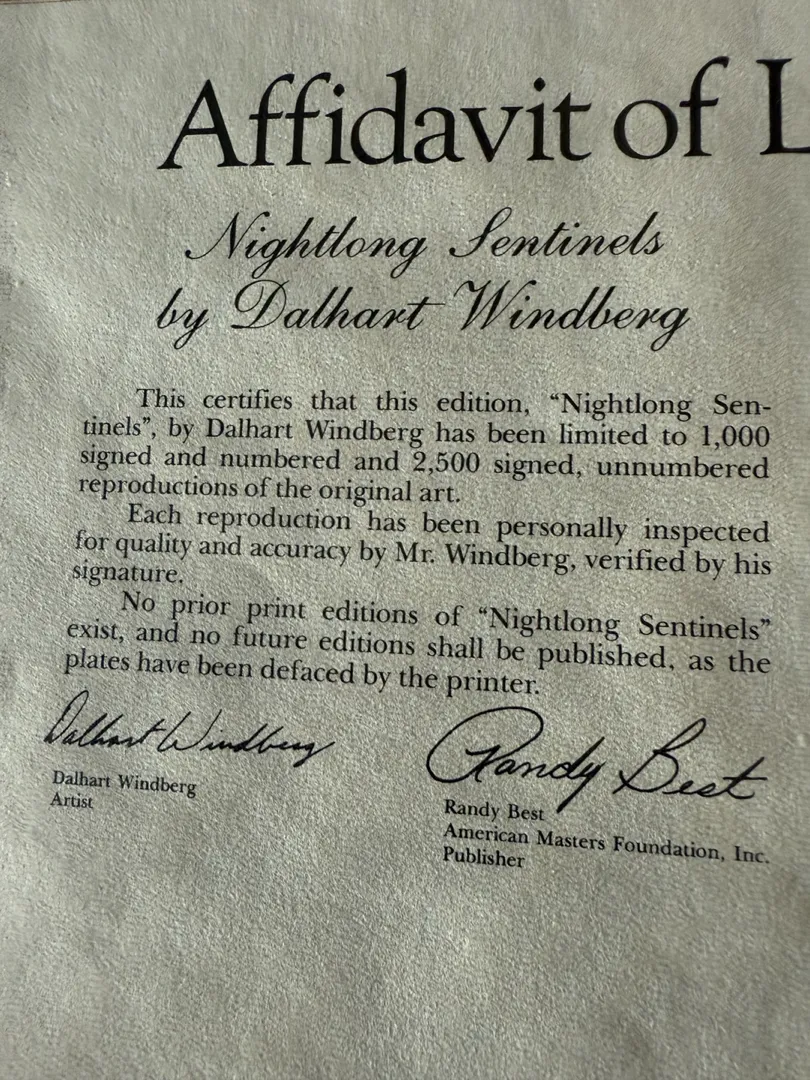 Affidavit of L
Nightlong Sentinels
by Dalhart Windberg
This certifies that this edition, “Nightlong Sen-
tinels”, by Dalhart Windberg has been limited to 1,000
signed and numbered and 2,500 signed, unnumbered
reproductions of the original art.
Each reproduction has been personally inspected
for quality and accuracy by Mr. Windberg, verified by his
signature.
No prior print editions of “Nightlong Sentinels”
exist, and no future editions shall be published, as the
plates have been defaced by the printer.
Dalhart Windberg
Dalhart Windberg
Artist
Randy Best
Randy Best
American Masters Foundation, Inc.
Publisher